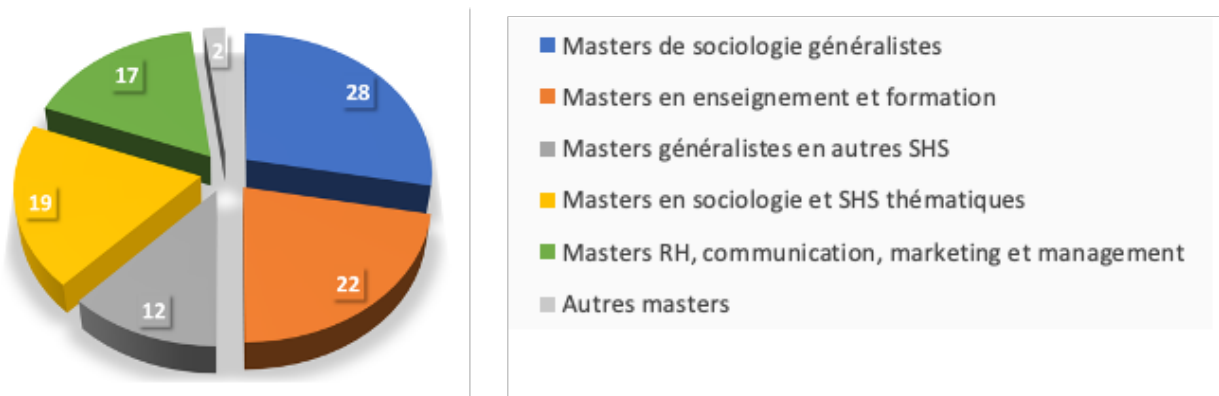 2
17
28
19
22
12
Masters de sociologie généralistes
Masters en enseignement et formation
Masters généralistes en autres SHS
Masters en sociologie et SHS thématiques
Masters RH, communication, marketing et management
Autres masters